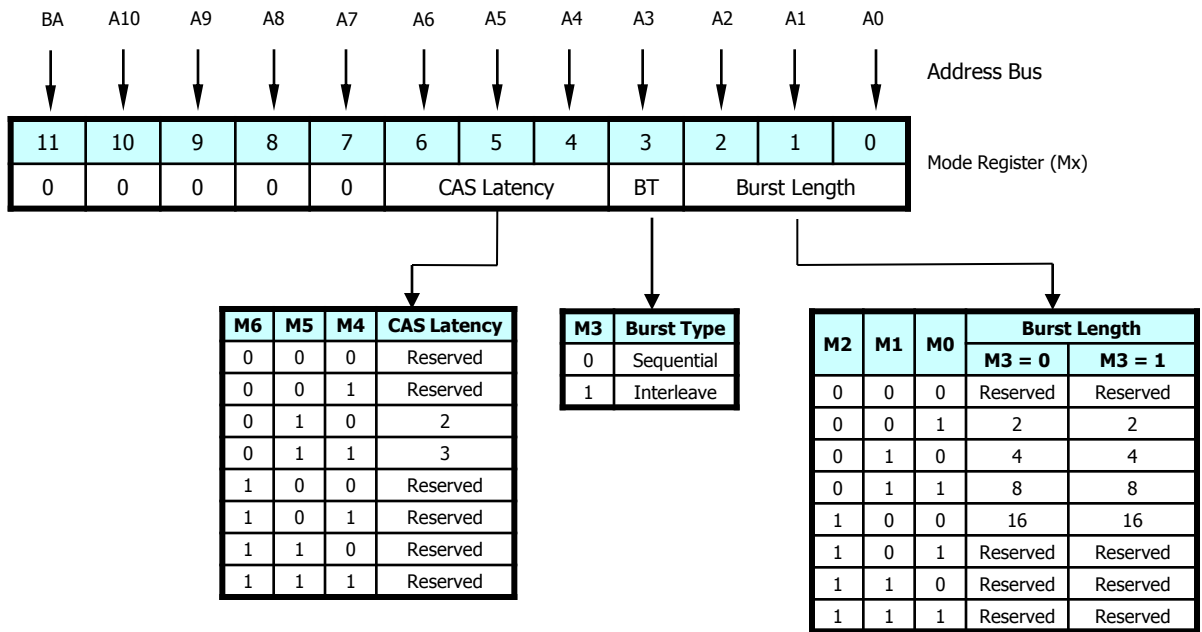 BA A10 A9 A8 A7 A6 A5 A4 A3 A2 A1 A0
Address Bus
11 10 9 8 7 6 5 4 3 2 1 0
Mode Register (Mx)
0 0 0 0 0 CAS Latency BT Burst Length
M6 M5 M4 CAS Latency
0 0 0 Reserved
0 0 1 Reserved
0 1 0 2
0 1 1 3
1 0 0 Reserved
1 0 1 Reserved
1 1 0 Reserved
1 1 1 Reserved
M3 Burst Type
0 Sequential
1 Interleave
M2 M1 M0 Burst Length
M3 = 0 M3 = 1
0 0 0 Reserved Reserved
0 0 1 2 2
0 1 0 4 4
0 1 1 8 8
1 0 0 16 16
1 0 1 Reserved Reserved
1 1 0 Reserved Reserved
1 1 1 Reserved Reserved